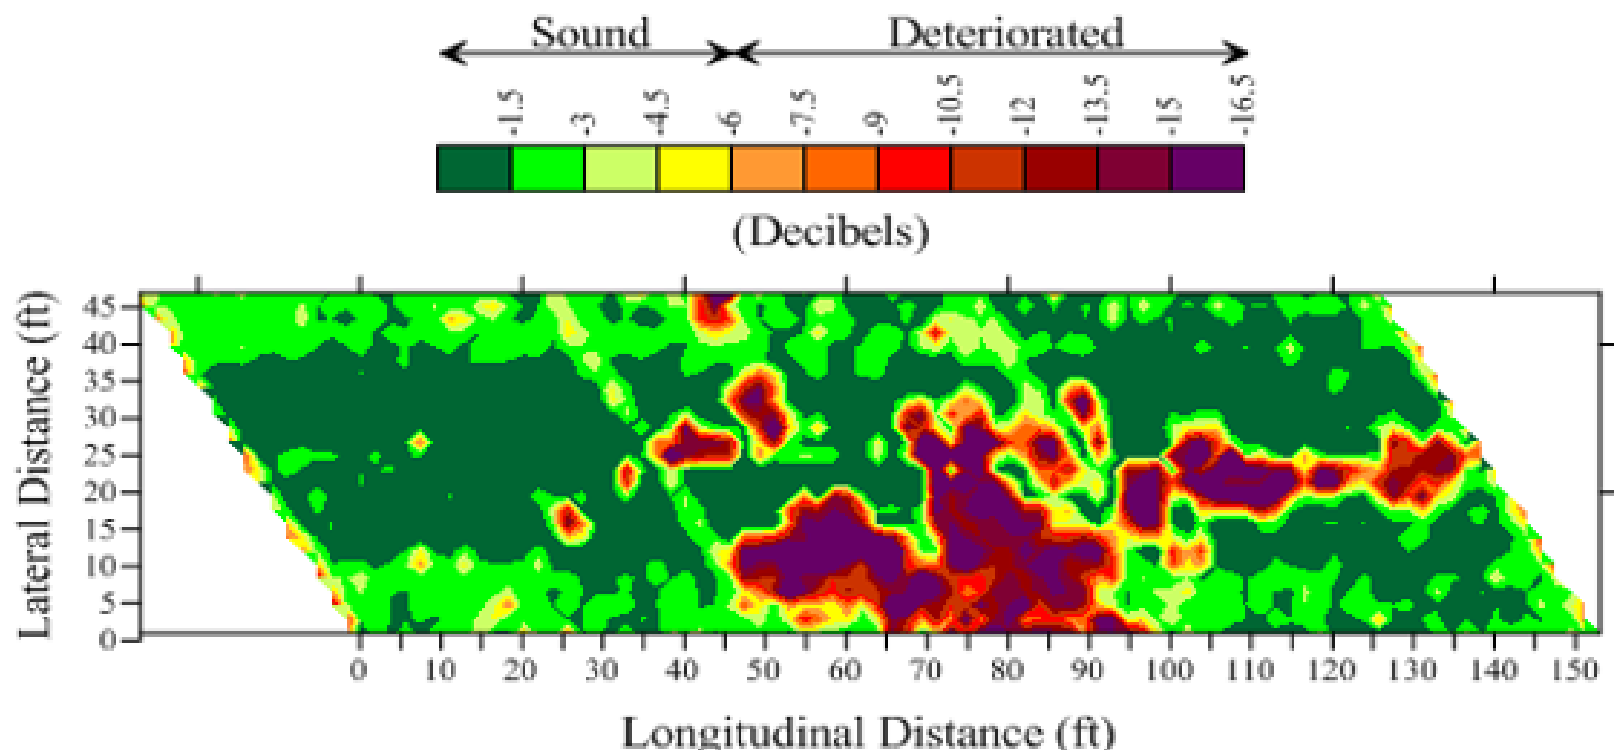 Sound Deteriorated
-1.5 -3 -4.5 -6 -7.5 -9 -10.5 -12 -13.5 -15 -16.5
(Decibels)
Lateral Distance (ft)
45
40
35
30
25
20
15
10
5
0
0 10 20 30 40 50 60 70 80 90 100 110 120 130 140 150
Longitudinal Distance (ft)